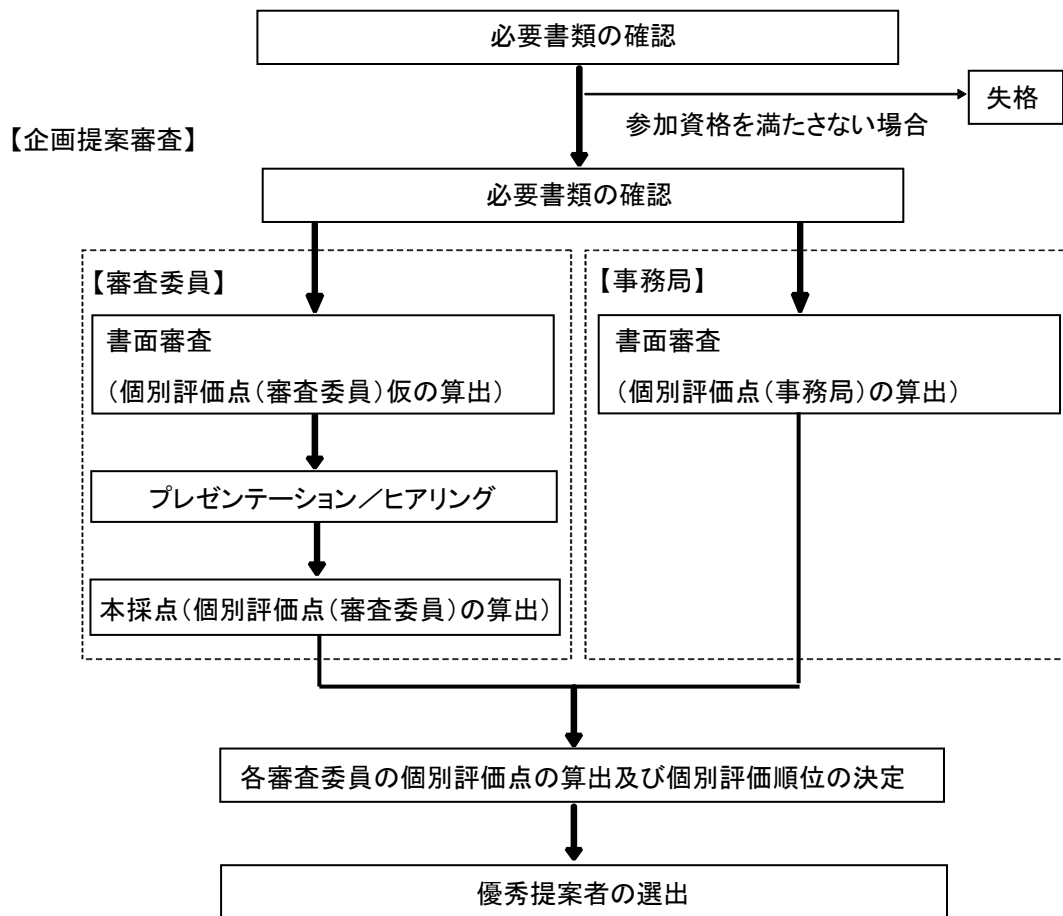 必要書類の確認
失格
参加資格を満たさない場合
【企画提案審査】
必要書類の確認
【審査委員】
書面審査
(個別評価点(審査委員)仮の算出)
プレゼンテーション/ヒアリング
本採点(個別評価点(審査委員)の算出)
【事務局】
書面審査
(個別評価点(事務局)の算出)
各審査委員の個別評価点の算出及び個別評価順位の決定
優秀提案者の選出